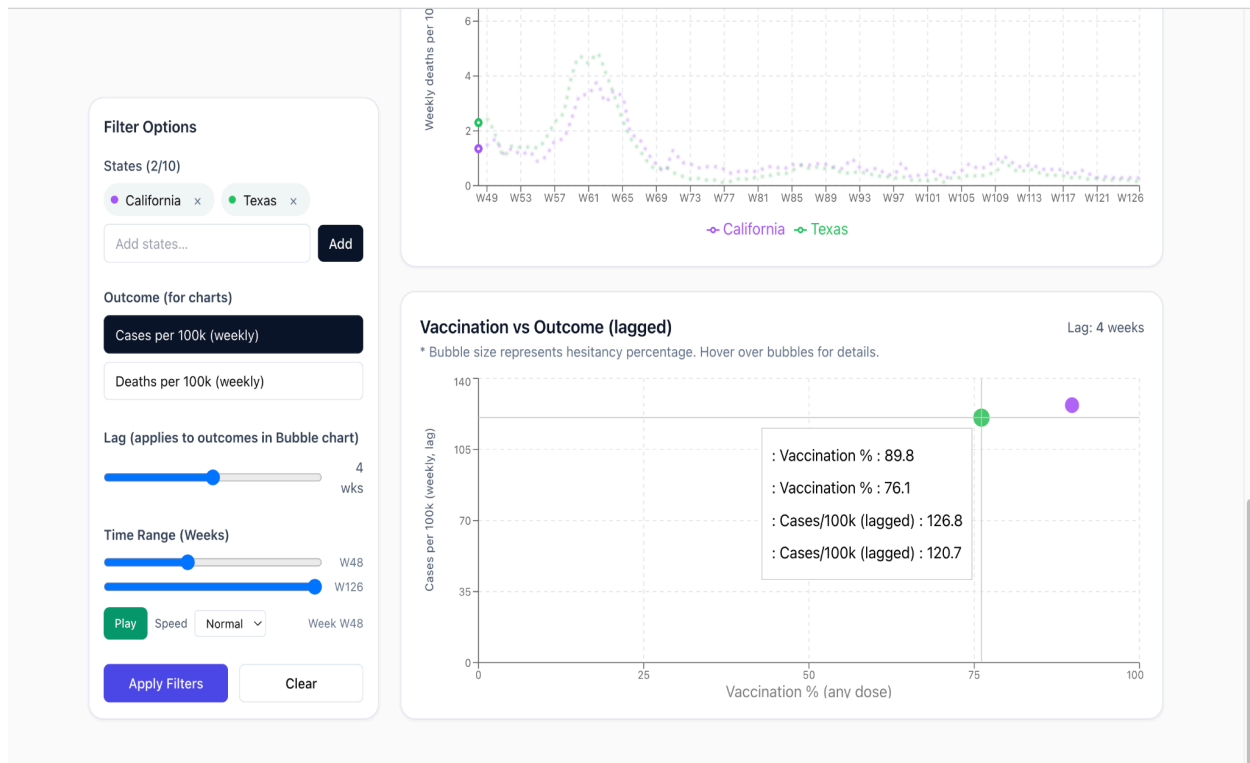 Filter Options
States (2/10)
California ×
Texas ×
Add states...
Add
Outcome (for charts)
Cases per 100k (weekly)
Deaths per 100k (weekly)
Lag (applies to outcomes in Bubble chart)
4
wks
Time Range (Weeks)
W48
W126
Play
Speed
Normal
Week W48
Apply Filters
Clear
Weekly deaths per 10
6
4
2
0
W49 W53 W57 W61 W65 W69 W73 W77 W81 W85 W89 W93 W97 W101 W105 W109 W113 W117 W121 W126
California Texas
Vaccination vs Outcome (lagged)
Lag: 4 weeks
* Bubble size represents hesitancy percentage. Hover over bubbles for details.
Cases per 100k (weekly, lag)
140
105
70
35
0
: Vaccination % : 89.8
: Vaccination % : 76.1
: Cases/100k (lagged) : 126.8
: Cases/100k (lagged) : 120.7
0 25 50 75 100
Vaccination % (any dose)